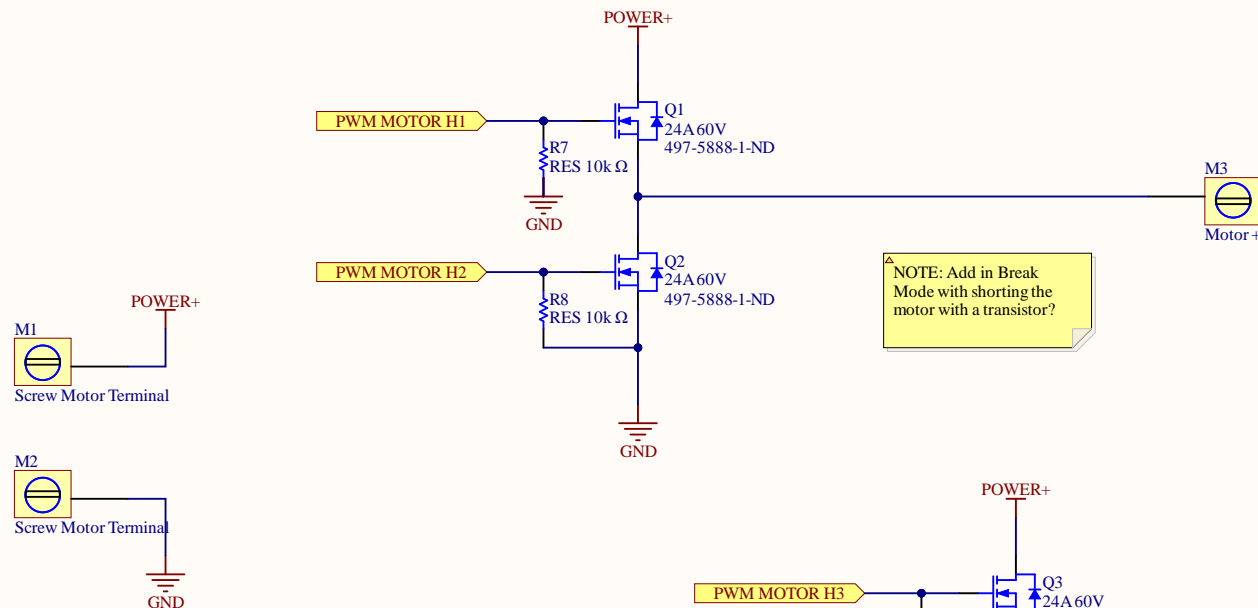 POWER+
PWM MOTOR H1
Q1
24A 60V
497-5888-1-ND
R7
RES 10k Ω
GND
M3
Motor +
PWM MOTOR H2
Q2
24A 60V
497-5888-1-ND
R8
RES 10k Ω
NOTE: Add in Break
Mode with shorting the
motor with a transistor?
POWER+
M1
Screw Motor Terminal
GND
M2
Screw Motor Terminal
GND
POWER+
PWM MOTOR H3
Q3
24A 60V